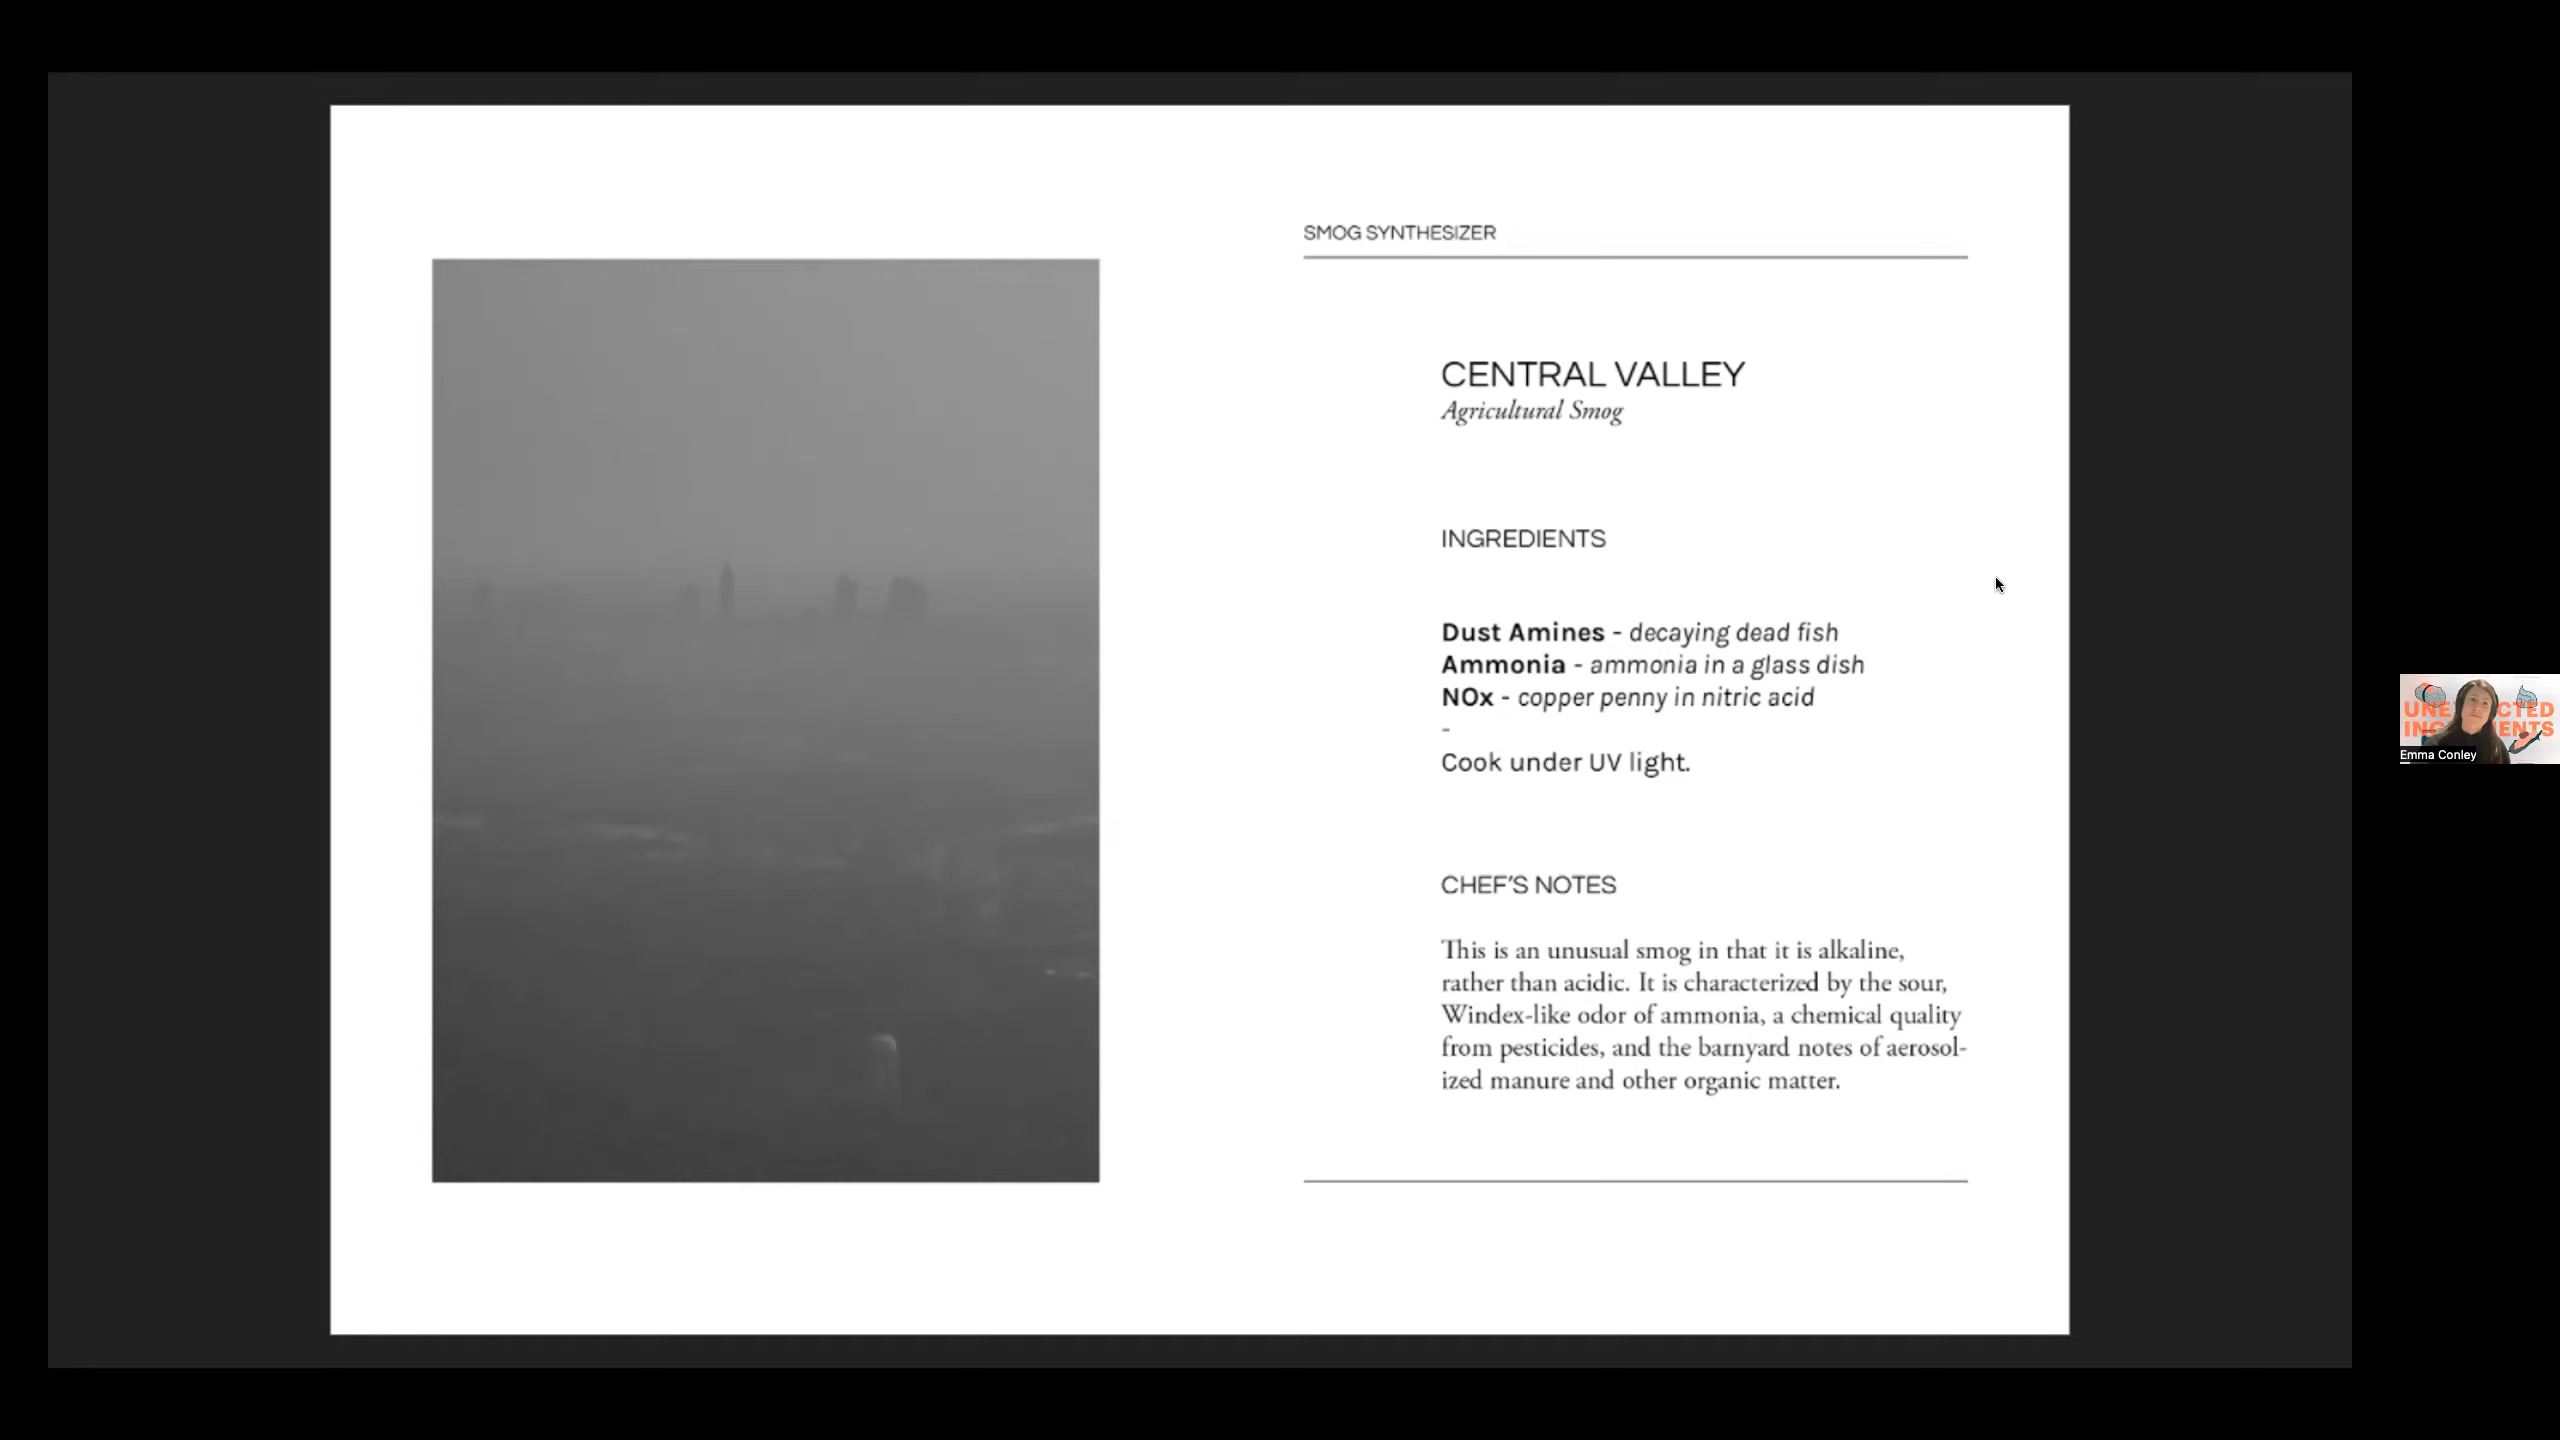 SMOG SYNTHESIZER
CENTRAL VALLEY
Agricultural Smog
INGREDIENTS
Dust Amines - decaying dead fish
Ammonia - ammonia in a glass dish
NOx - copper penny in nitric acid
-
Cook under UV light.
CHEF'S NOTES
This is an unusual smog in that it is alkaline,
rather than acidic. It is characterized by the sour,
Windex-like odor of ammonia, a chemical quality
from pesticides, and the barnyard notes of aerosol-
ized manure and other organic matter.
Emma Conley